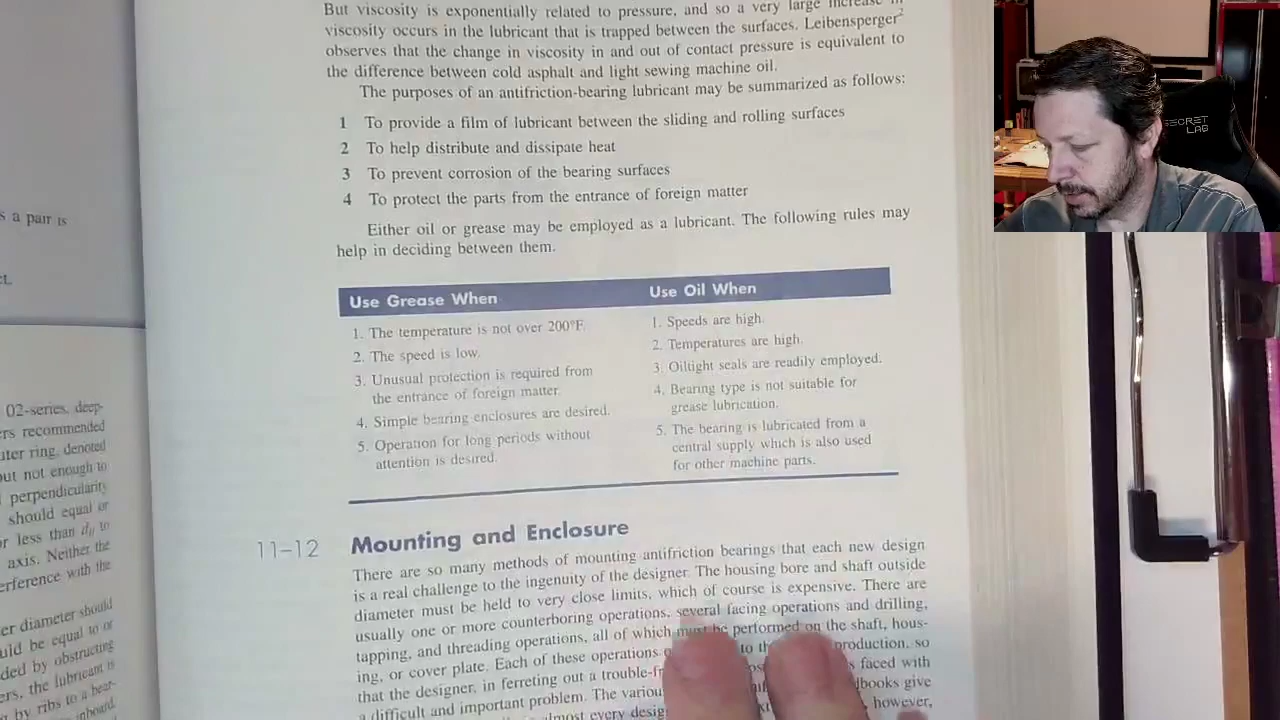 But viscosity is exponentially related to pressure, and so a very large increase in
viscosity occurs in the lubricant that is trapped between the surfaces. Leibensperger²
observes that the change in viscosity in and out of contact pressure is equivalent to
the difference between cold asphalt and light sewing machine oil.
The purposes of an antifriction-bearing lubricant may be summarized as follows:
1 To provide a film of lubricant between the sliding and rolling surfaces
2 To help distribute and dissipate heat
3 To prevent corrosion of the bearing surfaces
4 To protect the parts from the entrance of foreign matter
Either oil or grease may be employed as a lubricant. The following rules may
help in deciding between them.
Use Grease When
1. The temperature is not over 200°F.
2. The speed is low.
3. Unusual protection is required from
the entrance of foreign matter.
4. Simple bearing enclosures are desired.
5. Operation for long periods without
attention is desired.
Use Oil When
1. Speeds are high.
2. Temperatures are high.
3. Oiltight seals are readily employed.
4. Bearing type is not suitable for
grease lubrication.
5. The bearing is lubricated from a
central supply which is also used
for other machine parts.
11–12 Mounting and Enclosure
There are so many methods of mounting antifriction bearings that each new design
is a real challenge to the ingenuity of the designer. The housing bore and shaft outside
diameter must be held to very close limits, which of course is expensive. There are
usually one or more counterboring operations, several facing operations and drilling,
tapping, and threading operations, all of which must be performed on the shaft, hous-
ing, or cover plate. Each of these operations to the production, so
that the designer, in ferreting out a faced with
a difficult and important problem. The give
almost every however,
s a pair is
02-series, deep-
recommended
ring, denoted
but not enough to
perpendicularity
should equal or
less than to
axis. Neither the
with the
diameter should
be equal to or
by obstructing
the lubricant is
by ribs to a bear-
SECRET
LAB